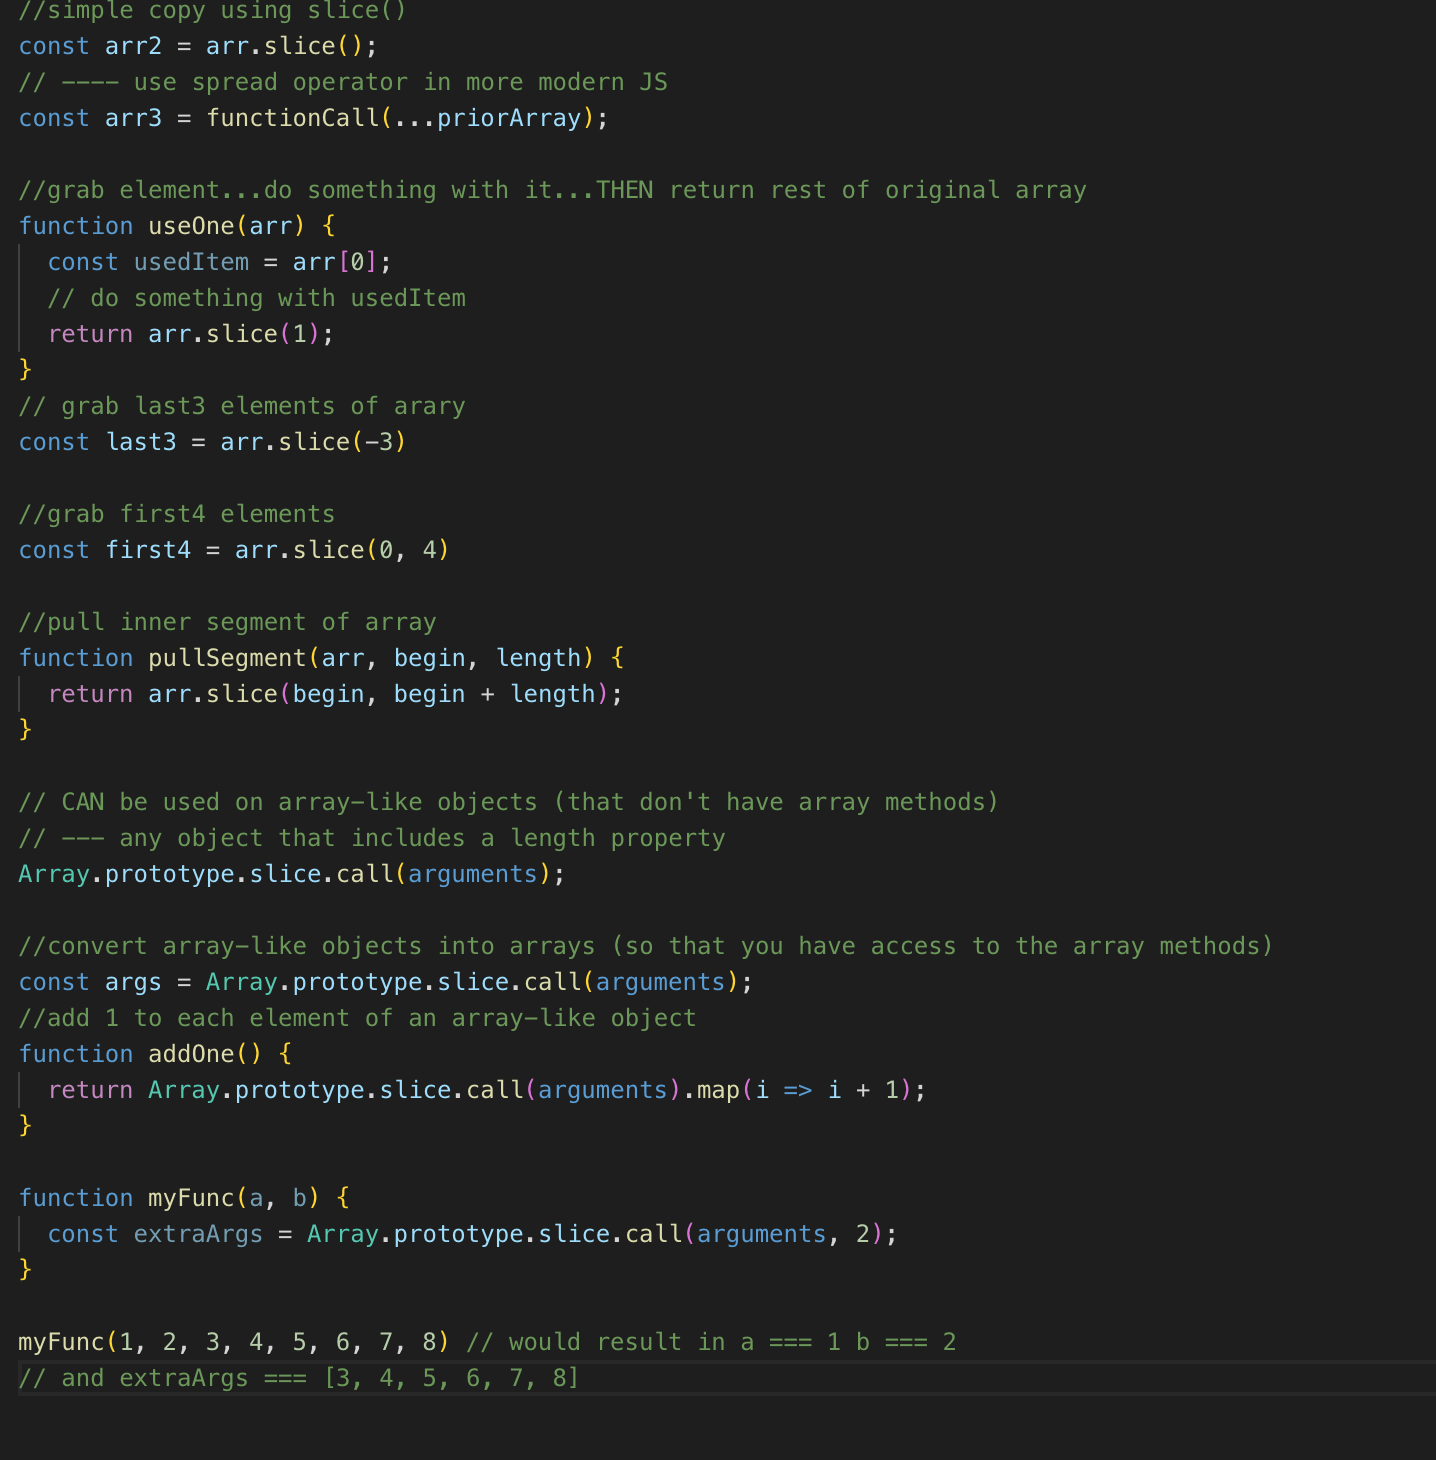 //simple copy using slice()
const arr2 = arr.slice();
// ---- use spread operator in more modern JS
const arr3 = functionCall(...priorArray);
//grab element...do something with it...THEN return rest of original array
function useOne(arr) {
const usedItem = arr[0];
// do something with usedItem
return arr.slice(1);
}
// grab last3 elements of arary
const last3 = arr.slice(-3)
//grab first4 elements
const first4 = arr.slice(0, 4)
//pull inner segment of array
function pullSegment(arr, begin, length) {
return arr.slice(begin, begin + length);
}
// CAN be used on array-like objects (that don't have array methods)
// --- any object that includes a length property
Array.prototype.slice.call(arguments);
//convert array-like objects into arrays (so that you have access to the array methods)
const args = Array.prototype.slice.call(arguments);
//add 1 to each element of an array-like object
function addOne() {
return Array.prototype.slice.call(arguments).map(i => i + 1);
}
function myFunc(a, b) {
const extraArgs = Array.prototype.slice.call(arguments, 2);
}
myFunc(1, 2, 3, 4, 5, 6, 7, 8) // would result in a === 1 b === 2
// and extraArgs === [3, 4, 5, 6, 7, 8]